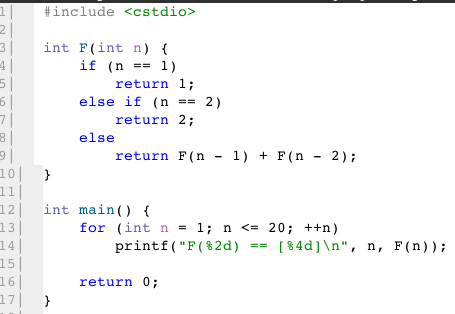 1| #include <cstdio>
2|
3| int F(int n) {
4|     if (n == 1)
5|         return 1;
6|     else if (n == 2)
7|         return 2;
8|     else
9|         return F(n - 1) + F(n - 2);
10| }
11|
12| int main() {
13|     for (int n = 1; n <= 20; ++n)
14|         printf("F(%2d) == [%4d]\n", n, F(n));
15|
16|     return 0;
17| }